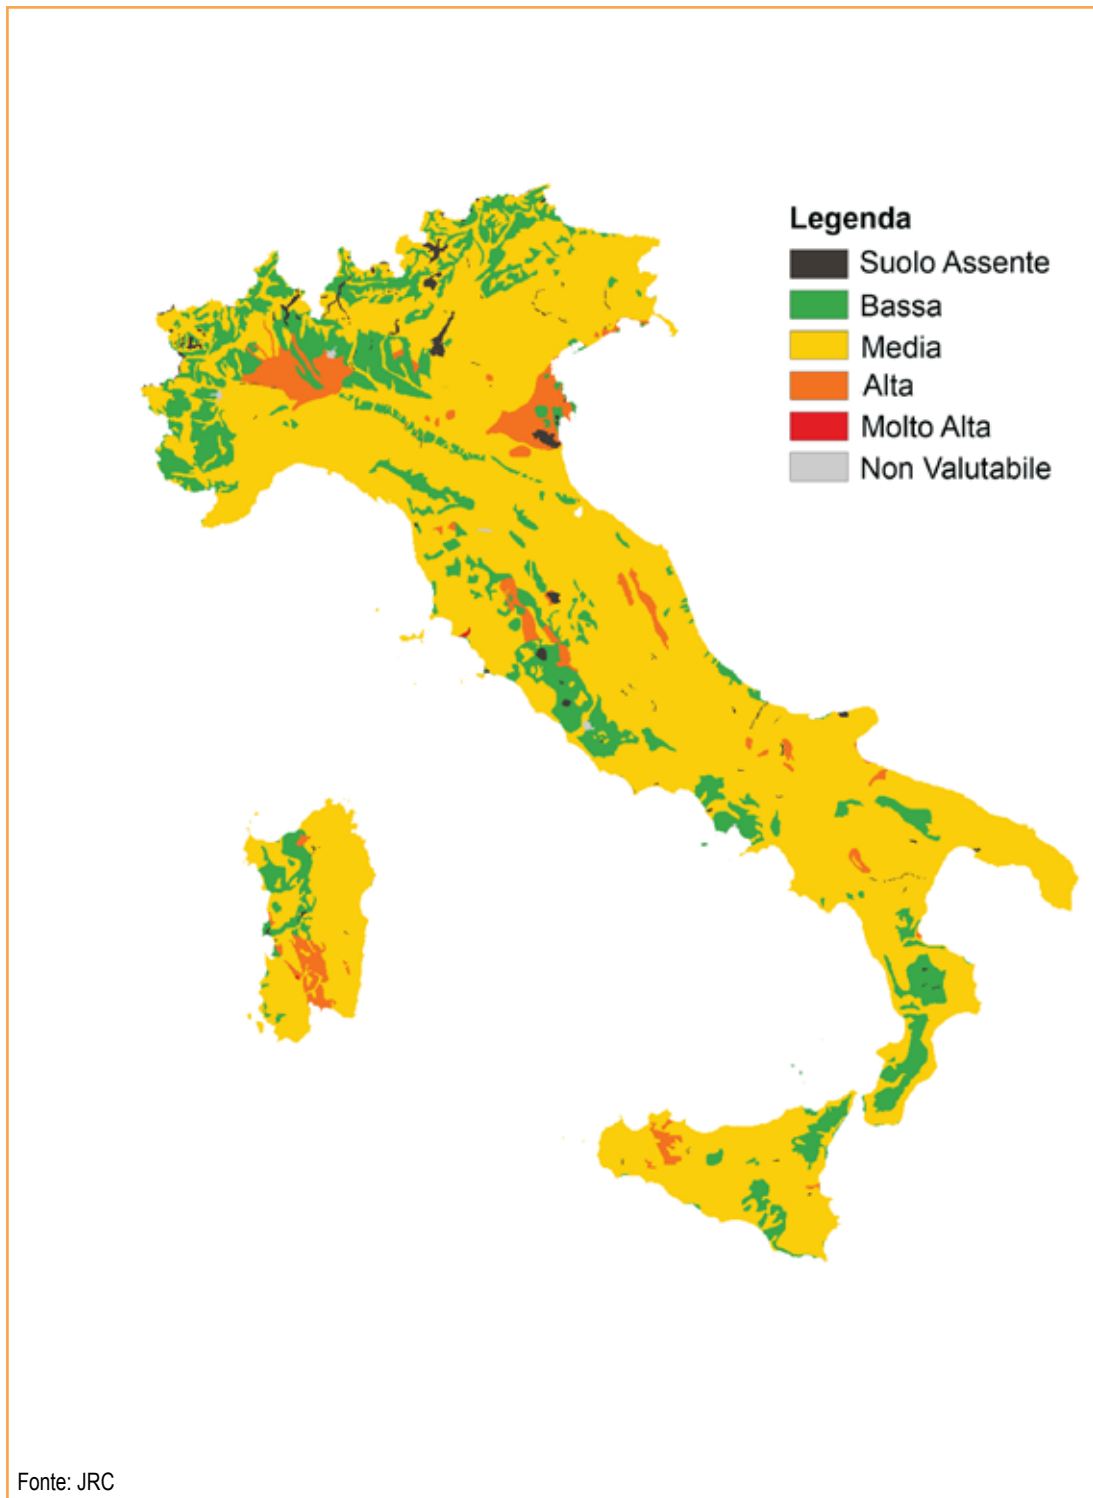 Legenda
Suolo Assente
Bassa
Media
Alta
Molto Alta
Non Valutabile
Fonte: JRC